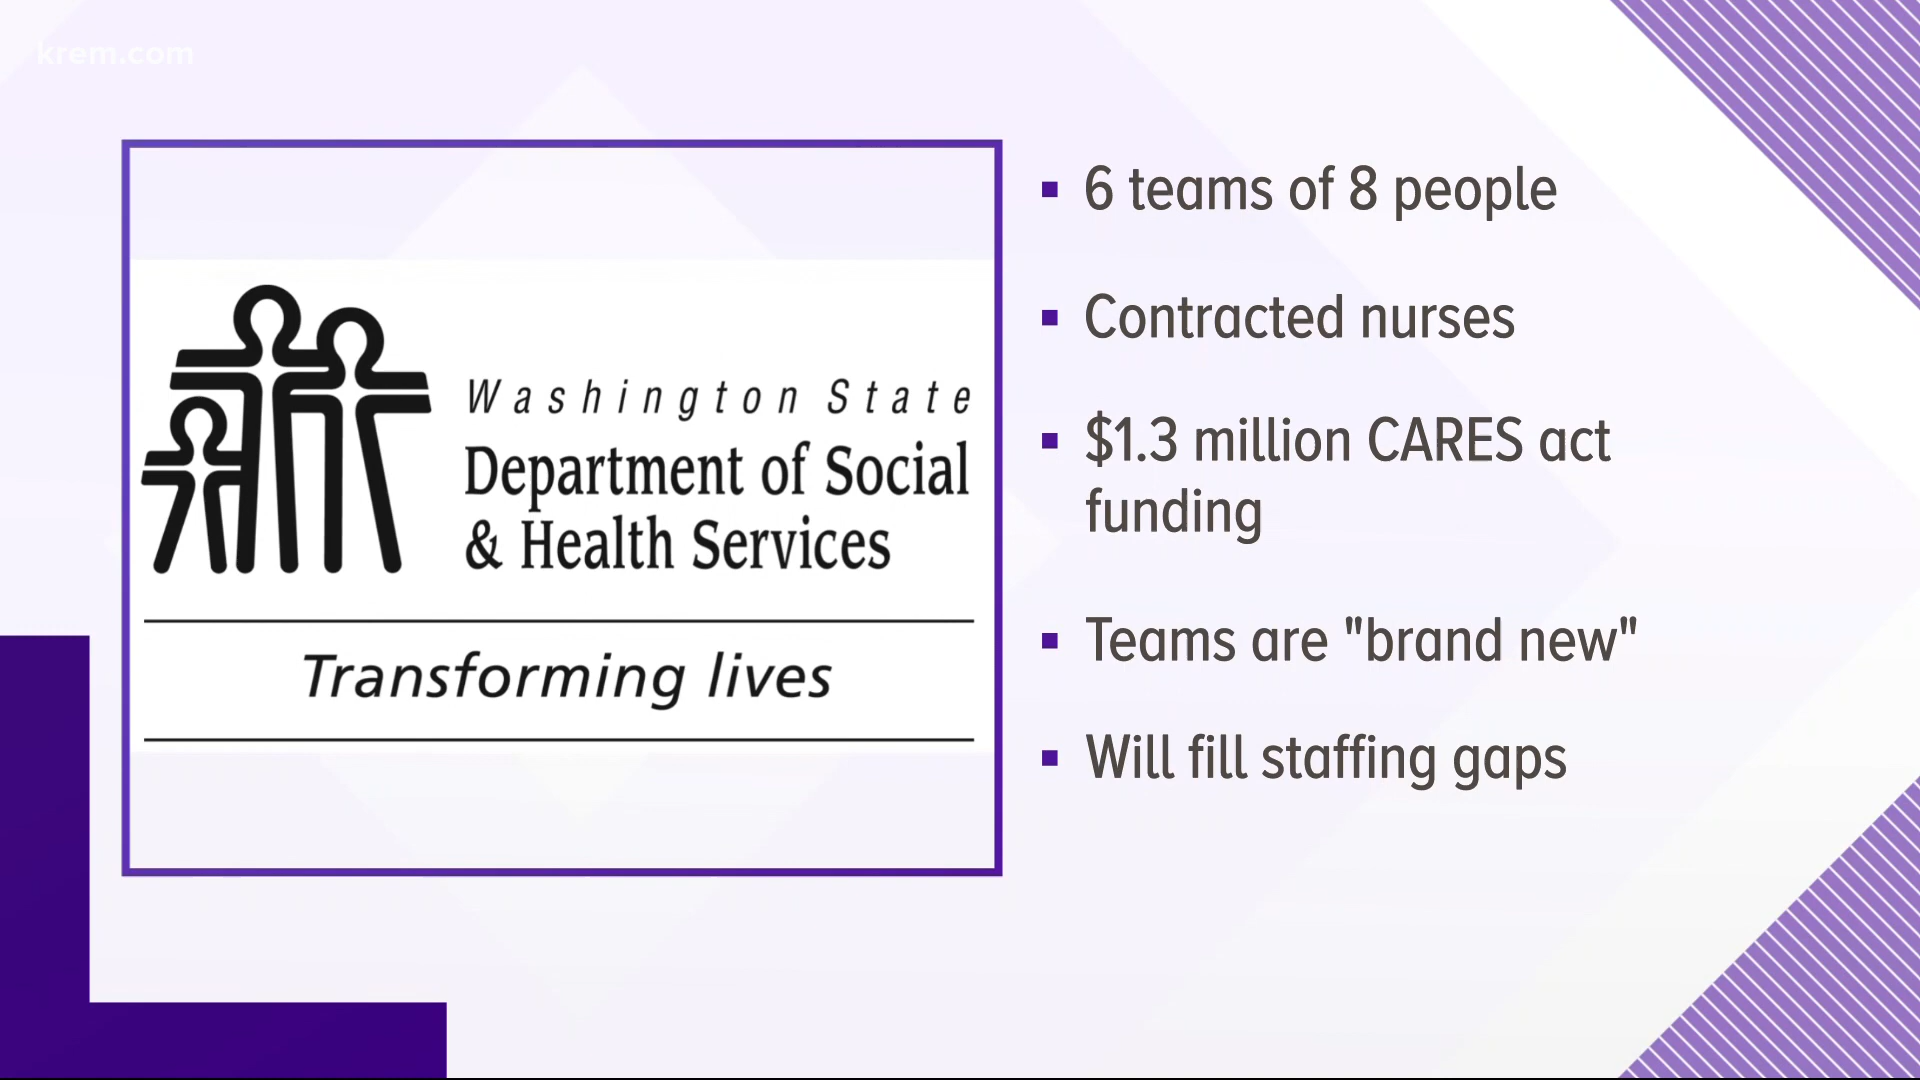 krem.com
Washington State
Department of Social
& Health Services
Transforming lives
6 teams of 8 people
Contracted nurses
$1.3 million CARES act
funding
Teams are "brand new"
Will fill staffing gaps